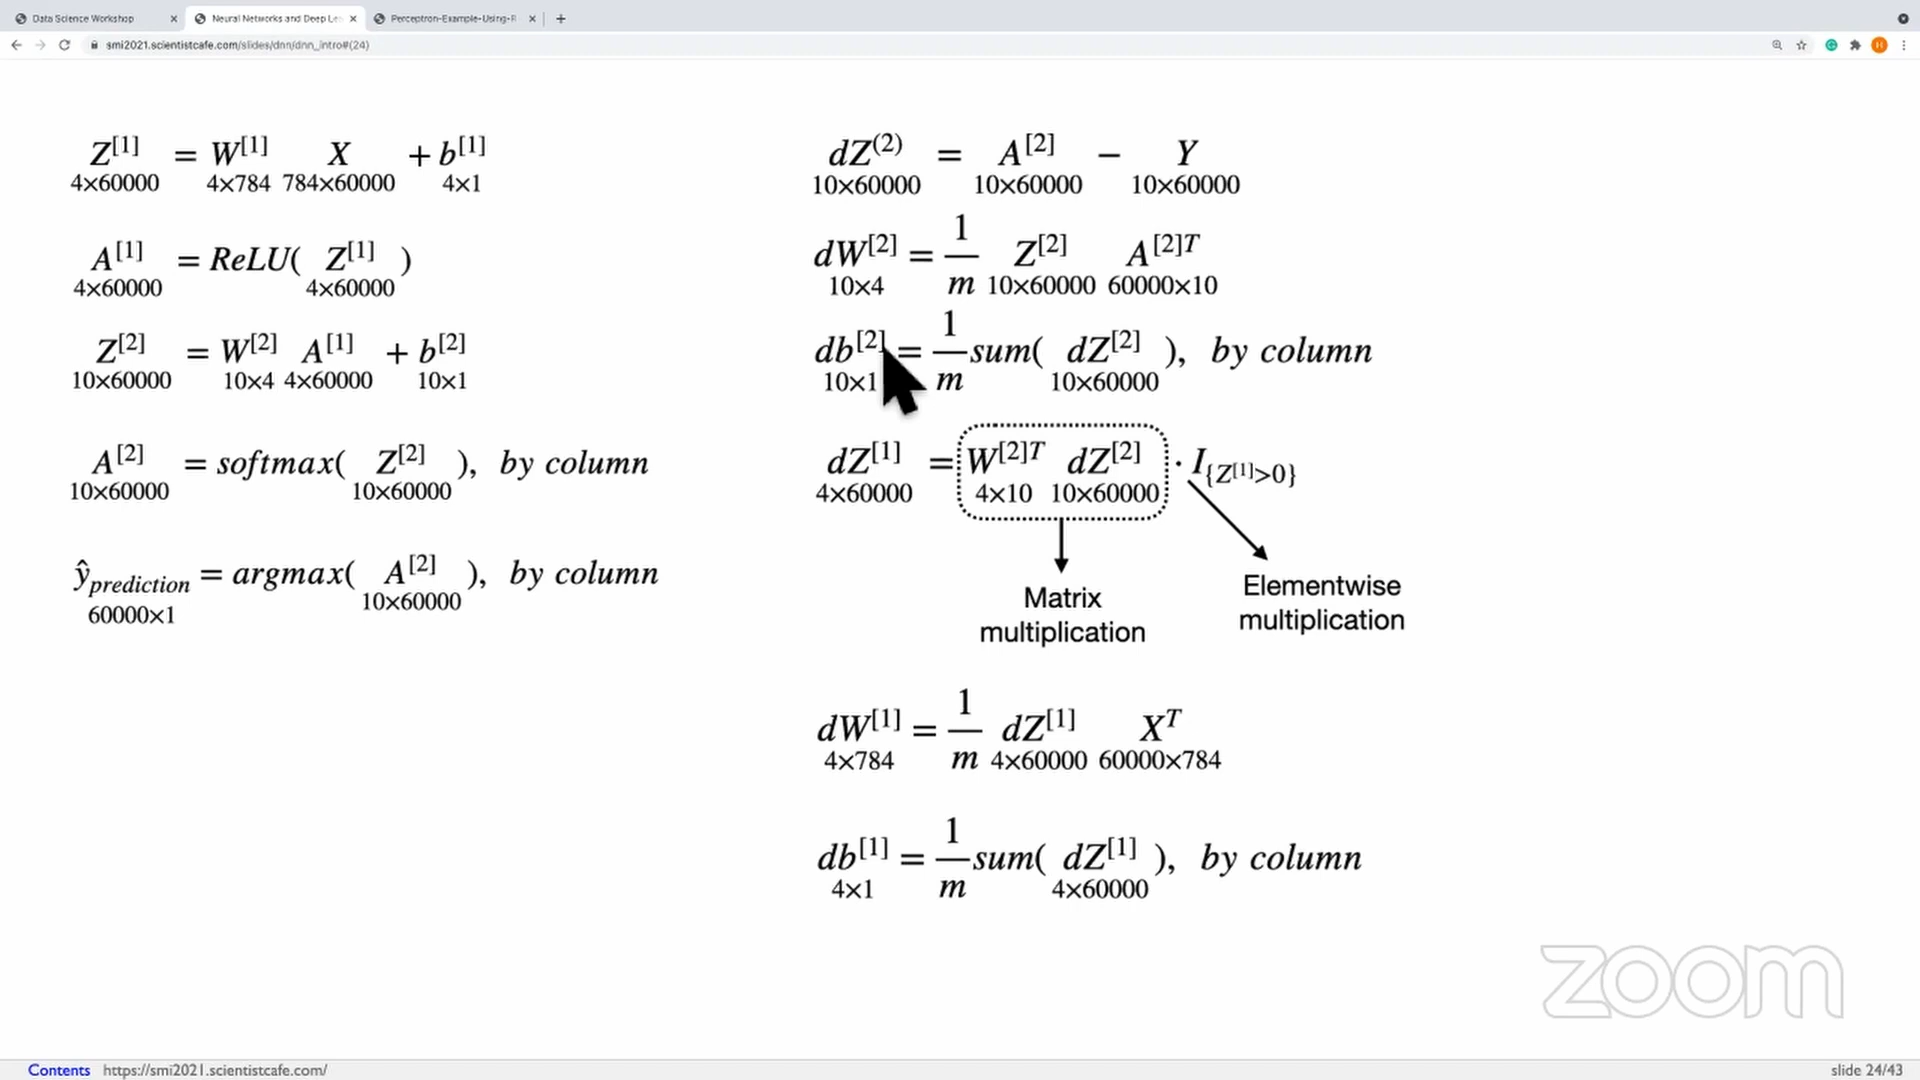 Data Science Workshop
Neural Networks and Deep Le
Perceptron-Example-Using-R
smi2021.scientistcafe.com/slides/dnn/dnn_intro#(24)
H
Z^[1] = W^[1] X + b^[1]
4×60000 4×784 784×60000 4×1
A^[1] = ReLU( Z^[1] )
4×60000 4×60000
Z^[2] = W^[2] A^[1] + b^[2]
10×60000 10×4 4×60000 10×1
A^[2] = softmax( Z^[2] ), by column
10×60000 10×60000
ŷ_prediction = argmax( A^[2] ), by column
60000×1 10×60000
dZ^(2) = A^[2] − Y
10×60000 10×60000 10×60000
dW^[2] = 1/m Z^[2] A^[2]T
10×4 10×60000 60000×10
db^[2] = 1/m sum( dZ^[2] ), by column
10×1 10×60000
dZ^[1] = W^[2]T dZ^[2] · I_{Z^[1]>0}
4×60000 4×10 10×60000
Matrix
multiplication
Elementwise
multiplication
dW^[1] = 1/m dZ^[1] X^T
4×784 4×60000 60000×784
db^[1] = 1/m sum( dZ^[1] ), by column
4×1 4×60000
zoom
Contents https://smi2021.scientistcafe.com/
slide 24/43